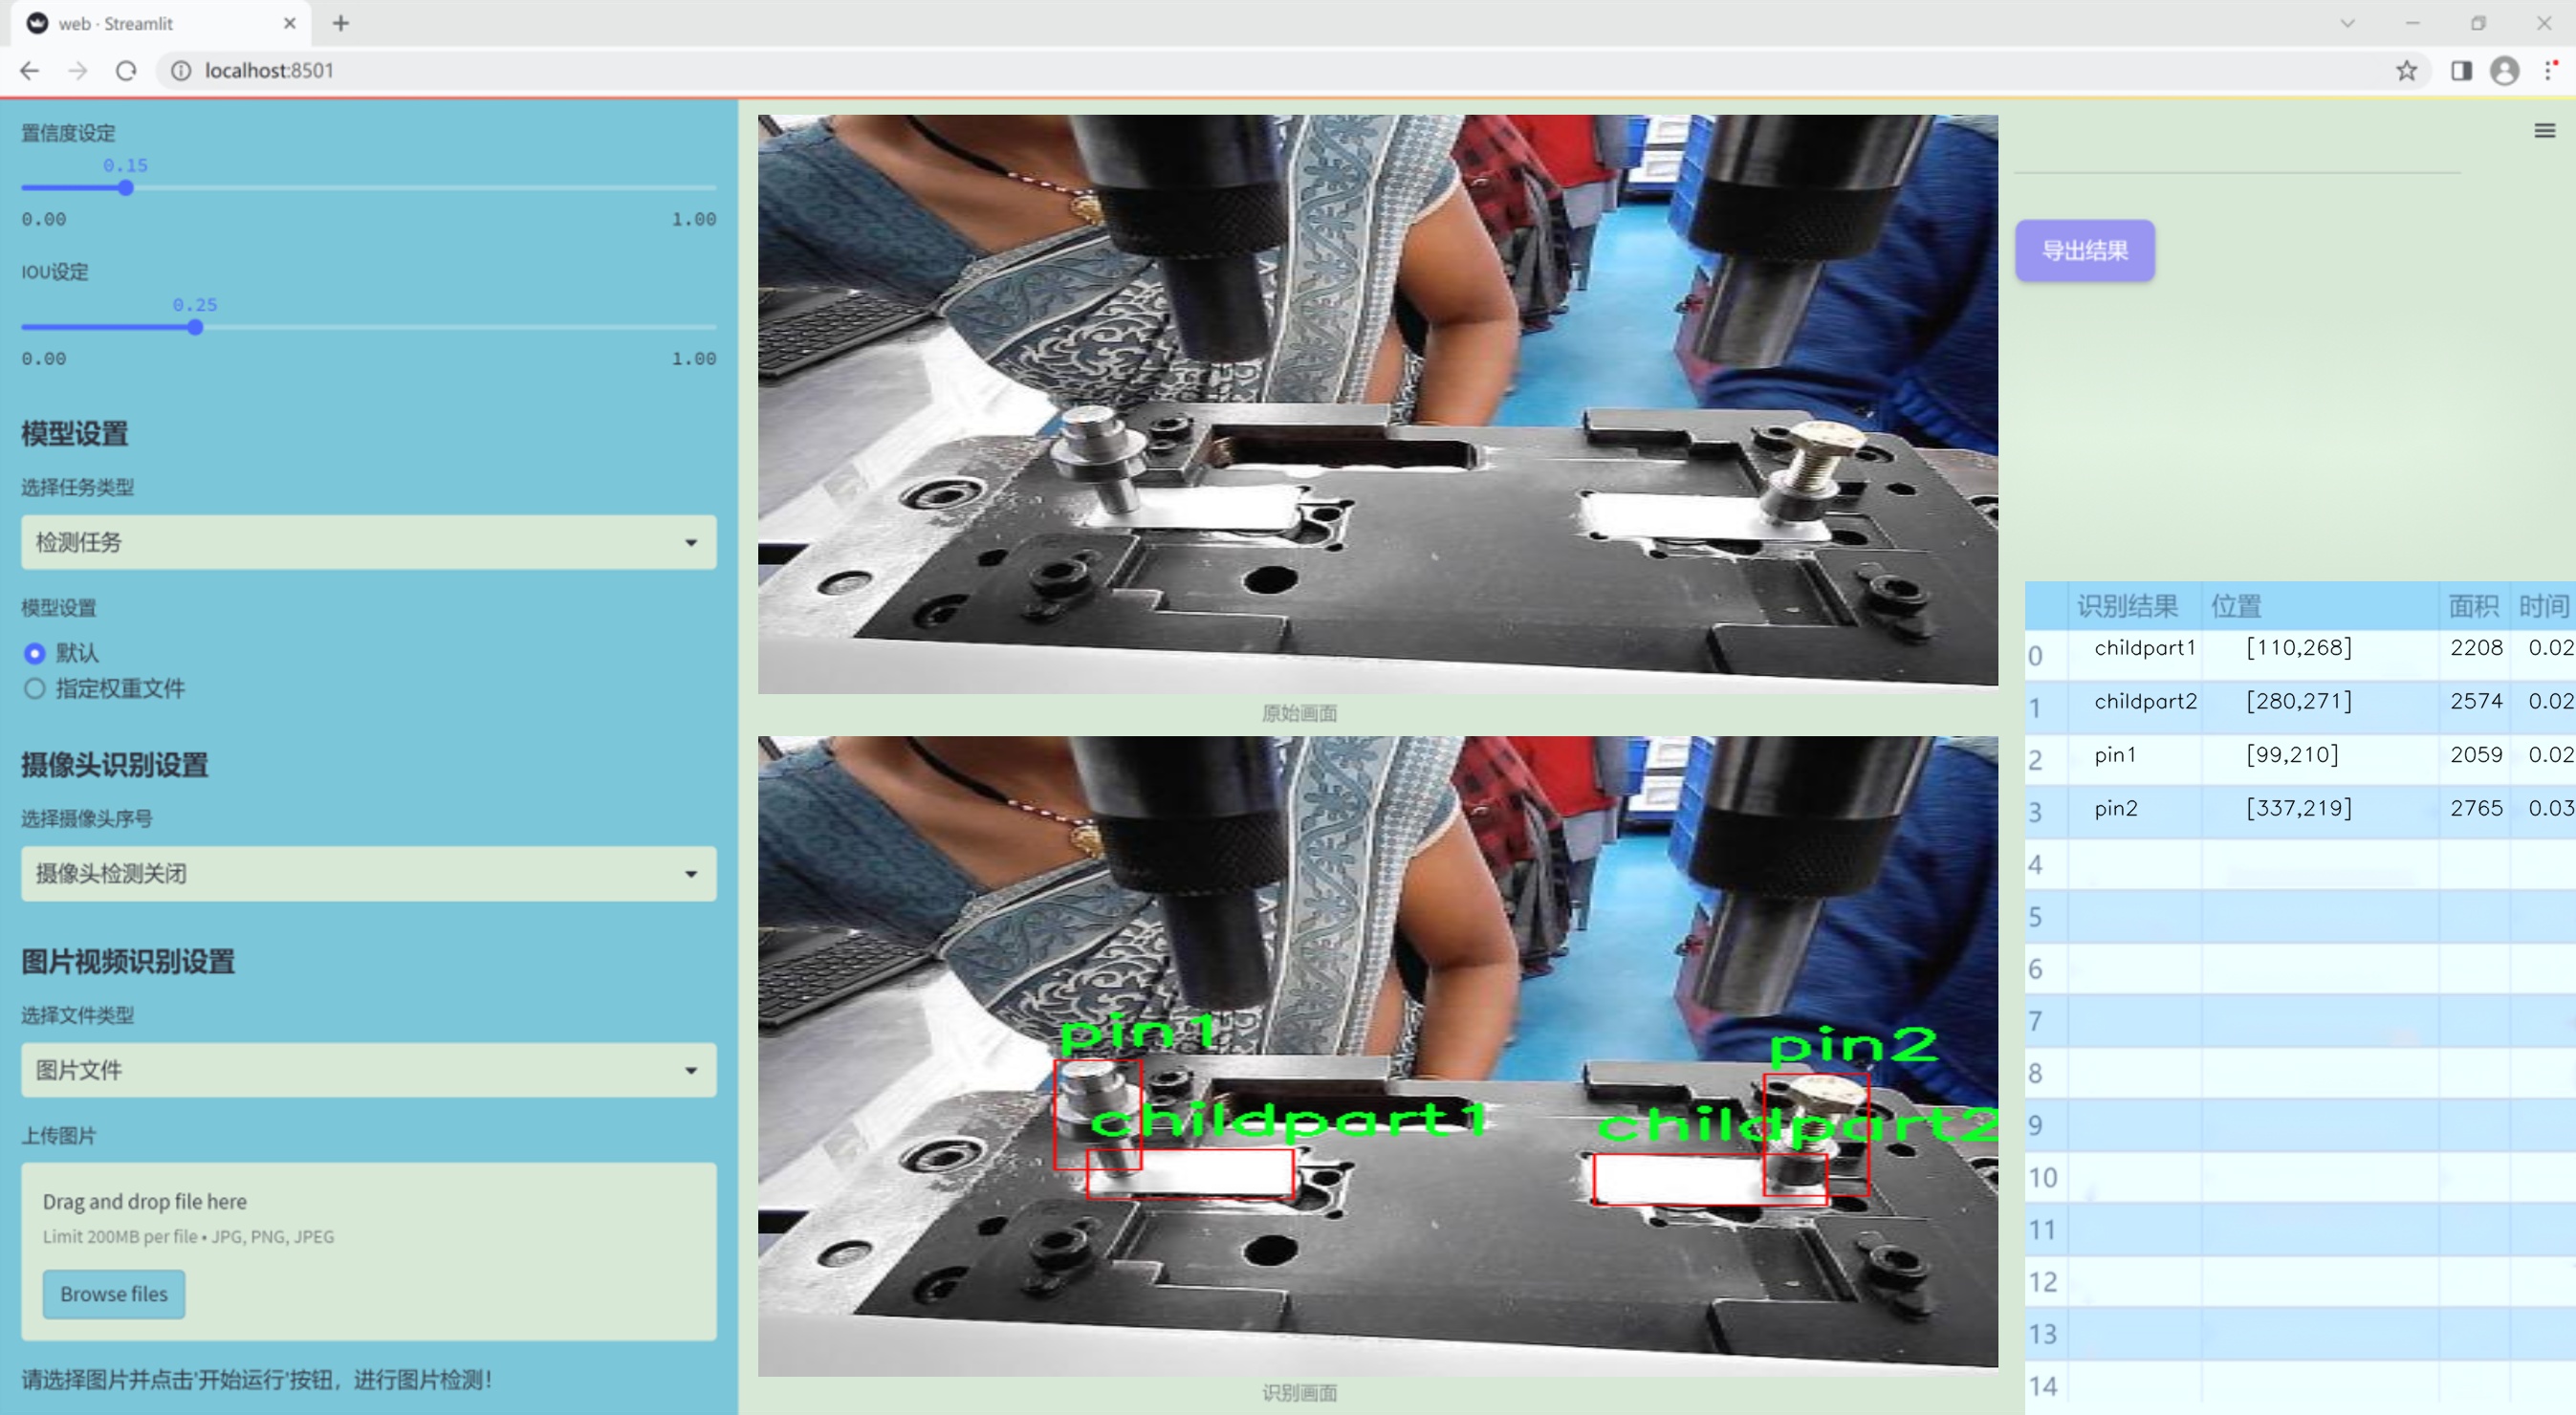 web · Streamlit
localhost:8501
置信度设定
0.15
0.00 1.00
IOU设定
0.25
0.00 1.00
模型设置
选择任务类型
检测任务
模型设置
默认
指定权重文件
摄像头识别设置
选择摄像头序号
摄像头检测关闭
图片视频识别设置
选择文件类型
图片文件
上传图片
Drag and drop file here
Limit 200MB per file • JPG, PNG, JPEG
Browse files
请选择图片并点击'开始运行'按钮，进行图片检测！
原始画面
pin1
pin2
childpart1
childpart2
识别画面
导出结果
识别结果 位置 面积 时间
0 childpart1 [110,268] 2208 0.02
1 childpart2 [280,271] 2574 0.02
2 pin1 [99,210] 2059 0.02
3 pin2 [337,219] 2765 0.03
4
5
6
7
8
9
10
11
12
13
14